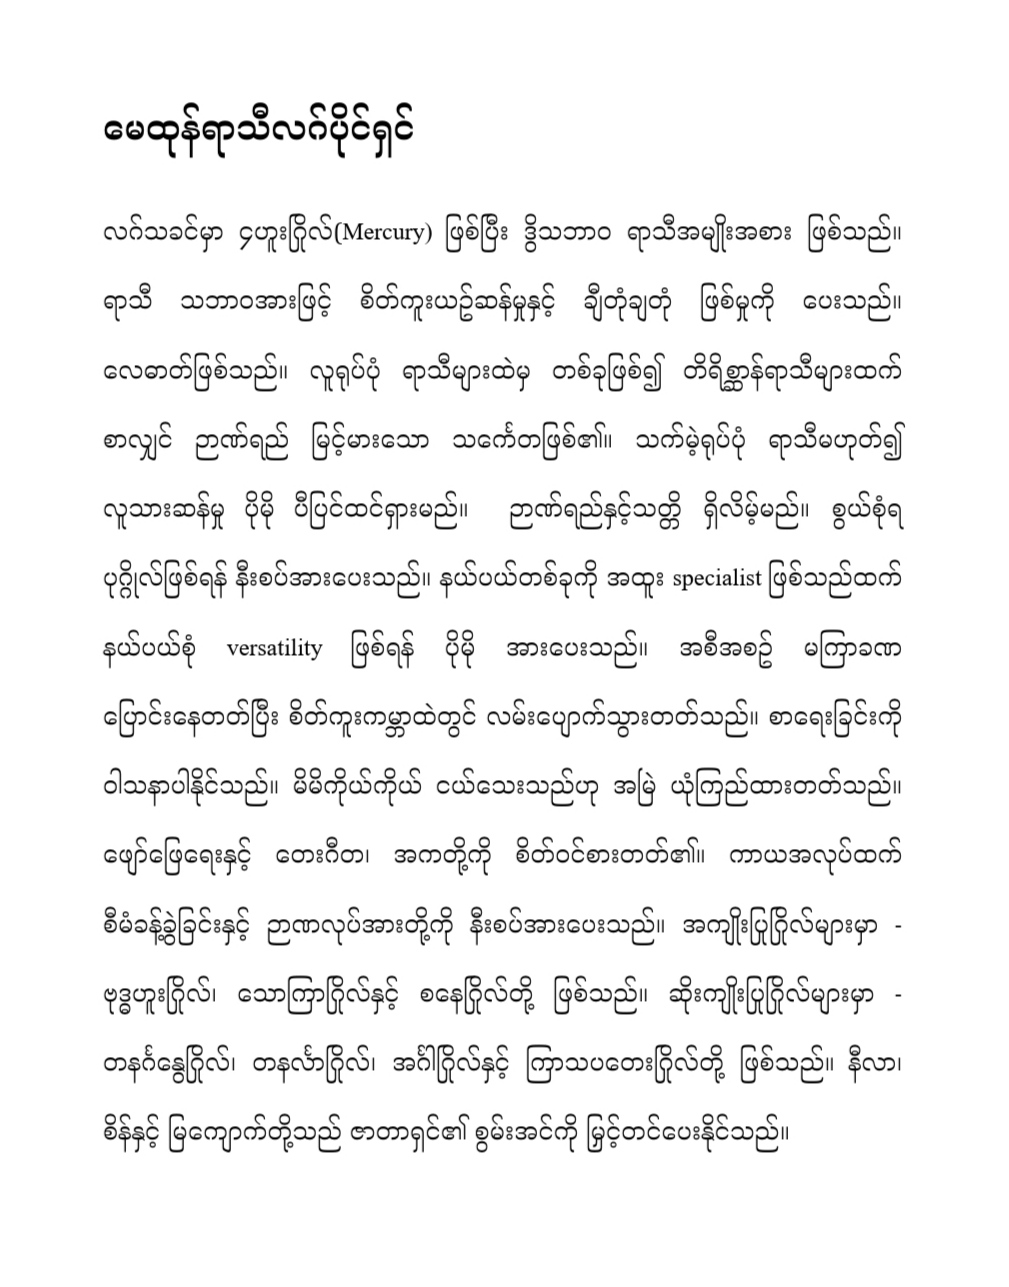 မေထုန်ရာသီလဂ်ပိုင်ရှင်
လဂ်သခင်မှာ ၄ဟူးဂြိုလ်(Mercury) ဖြစ်ပြီး ဒွိသဘာဝ ရာသီအမျိုးအစား ဖြစ်သည်။
ရာသီ သဘာဝအားဖြင့် စိတ်ကူးယဥ်ဆန်မှုနှင့် ချီတုံချတုံ ဖြစ်မှုကို ပေးသည်။
လေဓာတ်ဖြစ်သည်။ လူရုပ်ပုံ ရာသီများထဲမှ တစ်ခုဖြစ်၍ တိရိစ္ဆာန်ရာသီများထက်
စာလျှင် ဉာဏ်ရည် မြင့်မားသော သင်္ကေတဖြစ်၏။ သက်မဲ့ရုပ်ပုံ ရာသီမဟုတ်၍
လူသားဆန်မှု ပိုမို ပီပြင်ထင်ရှားမည်။ ဉာဏ်ရည်နှင့်သတ္တိ ရှိလိမ့်မည်။ စွယ်စုံရ
ပုဂ္ဂိုလ်ဖြစ်ရန် နီးစပ်အားပေးသည်။ နယ်ပယ်တစ်ခုကို အထူး specialist ဖြစ်သည်ထက်
နယ်ပယ်စုံ versatility ဖြစ်ရန် ပိုမို အားပေးသည်။ အစီအစဥ် မကြာခဏ
ပြောင်းနေတတ်ပြီး စိတ်ကူးကမ္ဘာထဲတွင် လမ်းပျောက်သွားတတ်သည်။ စာရေးခြင်းကို
ဝါသနာပါနိုင်သည်။ မိမိကိုယ်ကိုယ် ငယ်သေးသည်ဟု အမြဲ ယုံကြည်ထားတတ်သည်။
ဖျော်ဖြေရေးနှင့် တေးဂီတ၊ အကတို့ကို စိတ်ဝင်စားတတ်၏။ ကာယအလုပ်ထက်
စီမံခန့်ခွဲခြင်းနှင့် ဉာဏလုပ်အားတို့ကို နီးစပ်အားပေးသည်။ အကျိုးပြုဂြိုလ်များမှာ -
ဗုဒ္ဓဟူးဂြိုလ်၊ သောကြာဂြိုလ်နှင့် စနေဂြိုလ်တို့ ဖြစ်သည်။ ဆိုးကျိုးပြုဂြိုလ်များမှာ -
တနင်္ဂနွေဂြိုလ်၊ တနင်္လာဂြိုလ်၊ အင်္ဂါဂြိုလ်နှင့် ကြာသပတေးဂြိုလ်တို့ ဖြစ်သည်။ နီလာ၊
စိန်နှင့် မြကျောက်တို့သည် ဇာတာရှင်၏ စွမ်းအင်ကို မြှင့်တင်ပေးနိုင်သည်။